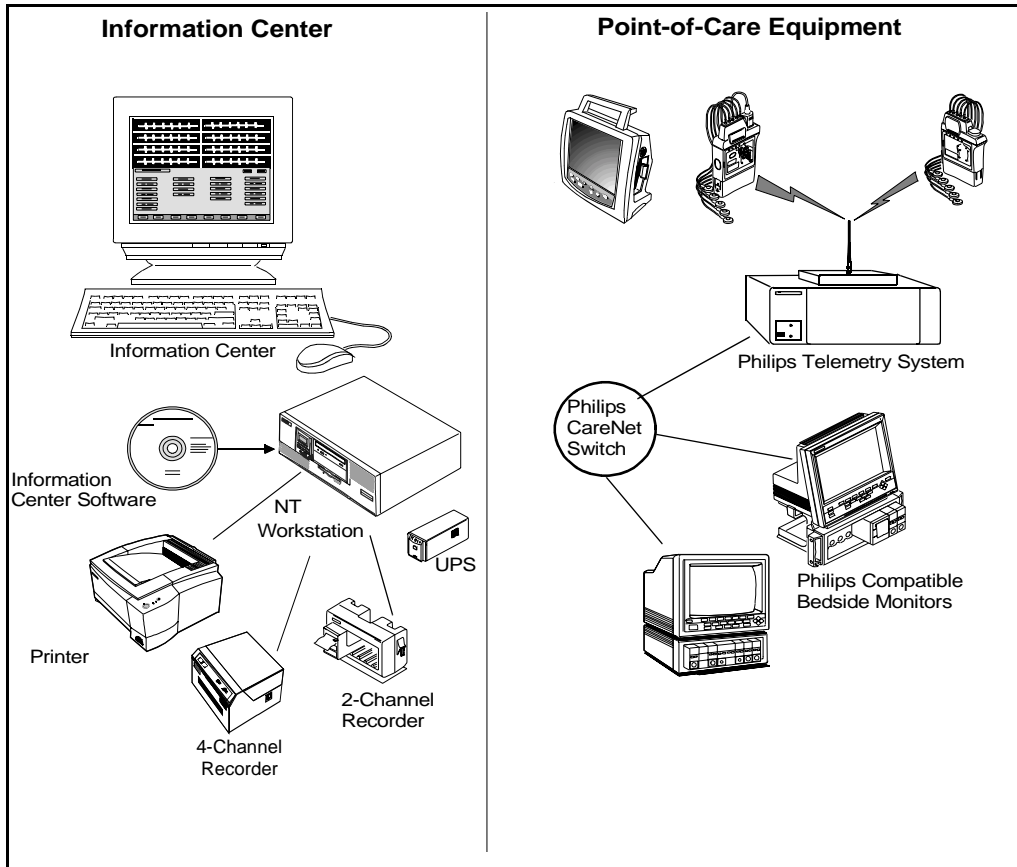 Information Center
Point-of-Care Equipment
Information Center
Philips Telemetry System
Philips
CareNet
Switch
Information
Center Software
NT
Workstation
UPS
Philips Compatible
Bedside Monitors
Printer
2-Channel
Recorder
4-Channel
Recorder